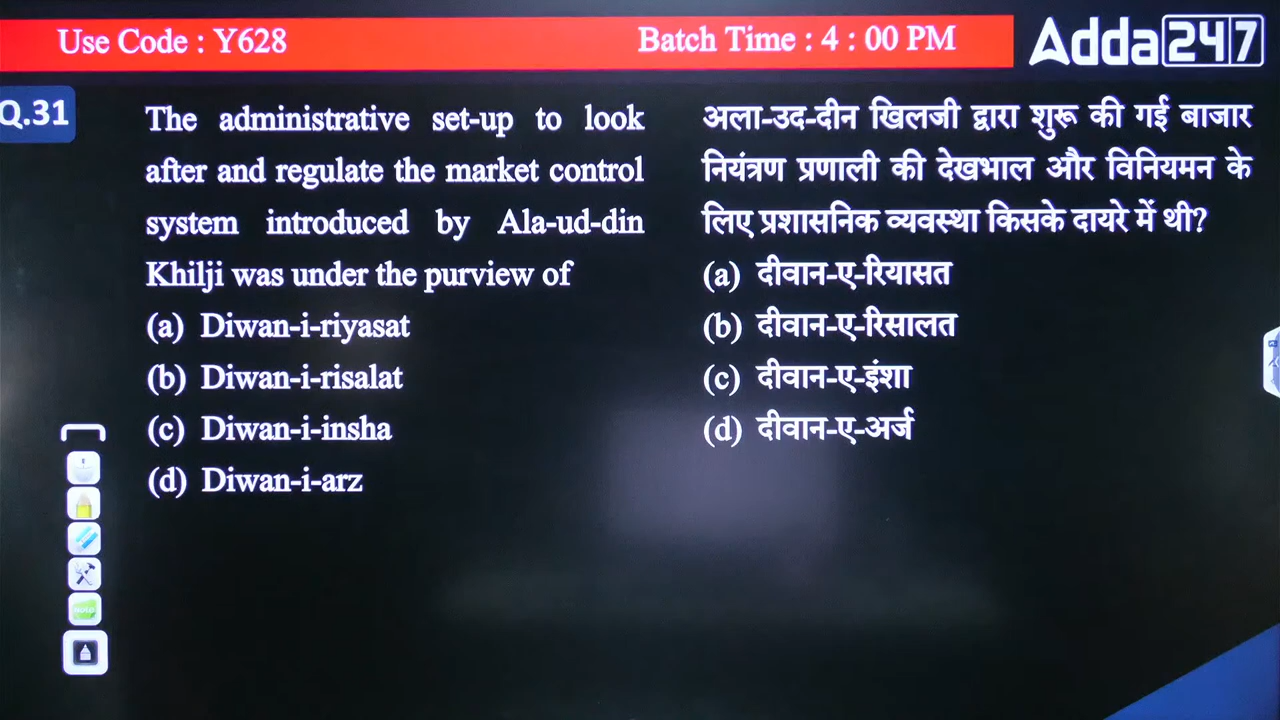 Use Code : Y628
Batch Time : 4 : 00 PM
Adda247
Q.31
The administrative set-up to look
after and regulate the market control
system introduced by Ala-ud-din
Khilji was under the purview of
(a) Diwan-i-riyasat
(b) Diwan-i-risalat
(c) Diwan-i-insha
(d) Diwan-i-arz
अला-उद-दीन खिलजी द्वारा शुरू की गई बाजार
नियंत्रण प्रणाली की देखभाल और विनियमन के
लिए प्रशासनिक व्यवस्था किसके दायरे में थी?
(a) दीवान-ए-रियासत
(b) दीवान-ए-रिसालत
(c) दीवान-ए-इंशा
(d) दीवान-ए-अर्ज